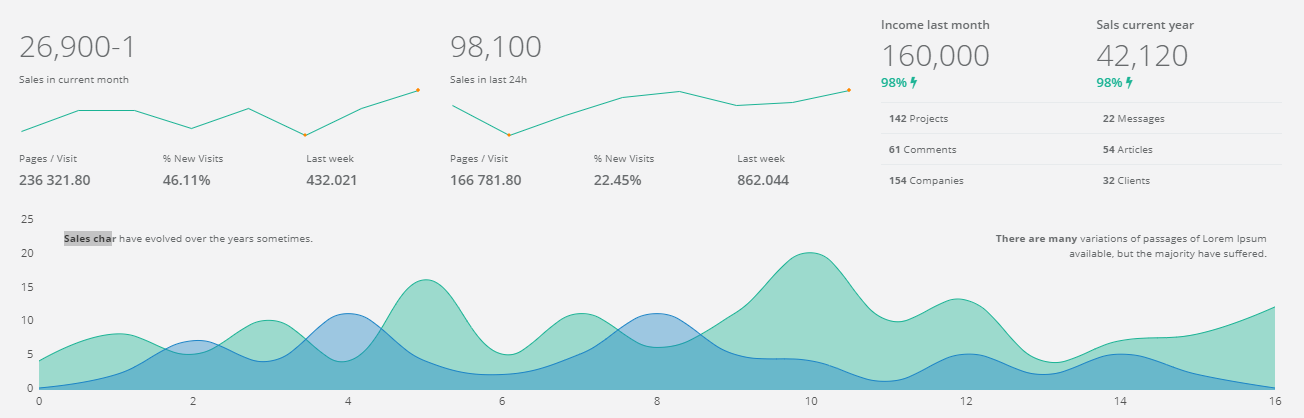 26,900-1
Sales in current month
Pages / Visit
236 321.80
% New Visits
46.11%
Last week
432.021
98,100
Sales in last 24h
Pages / Visit
166 781.80
% New Visits
22.45%
Last week
862.044
Income last month
160,000
98%
142 Projects
61 Comments
154 Companies
Sals current year
42,120
98%
22 Messages
54 Articles
32 Clients
Sales char have evolved over the years sometimes.
There are many variations of passages of Lorem Ipsum
available, but the majority have suffered.
25
20
15
10
5
0
0 2 4 6 8 10 12 14 16